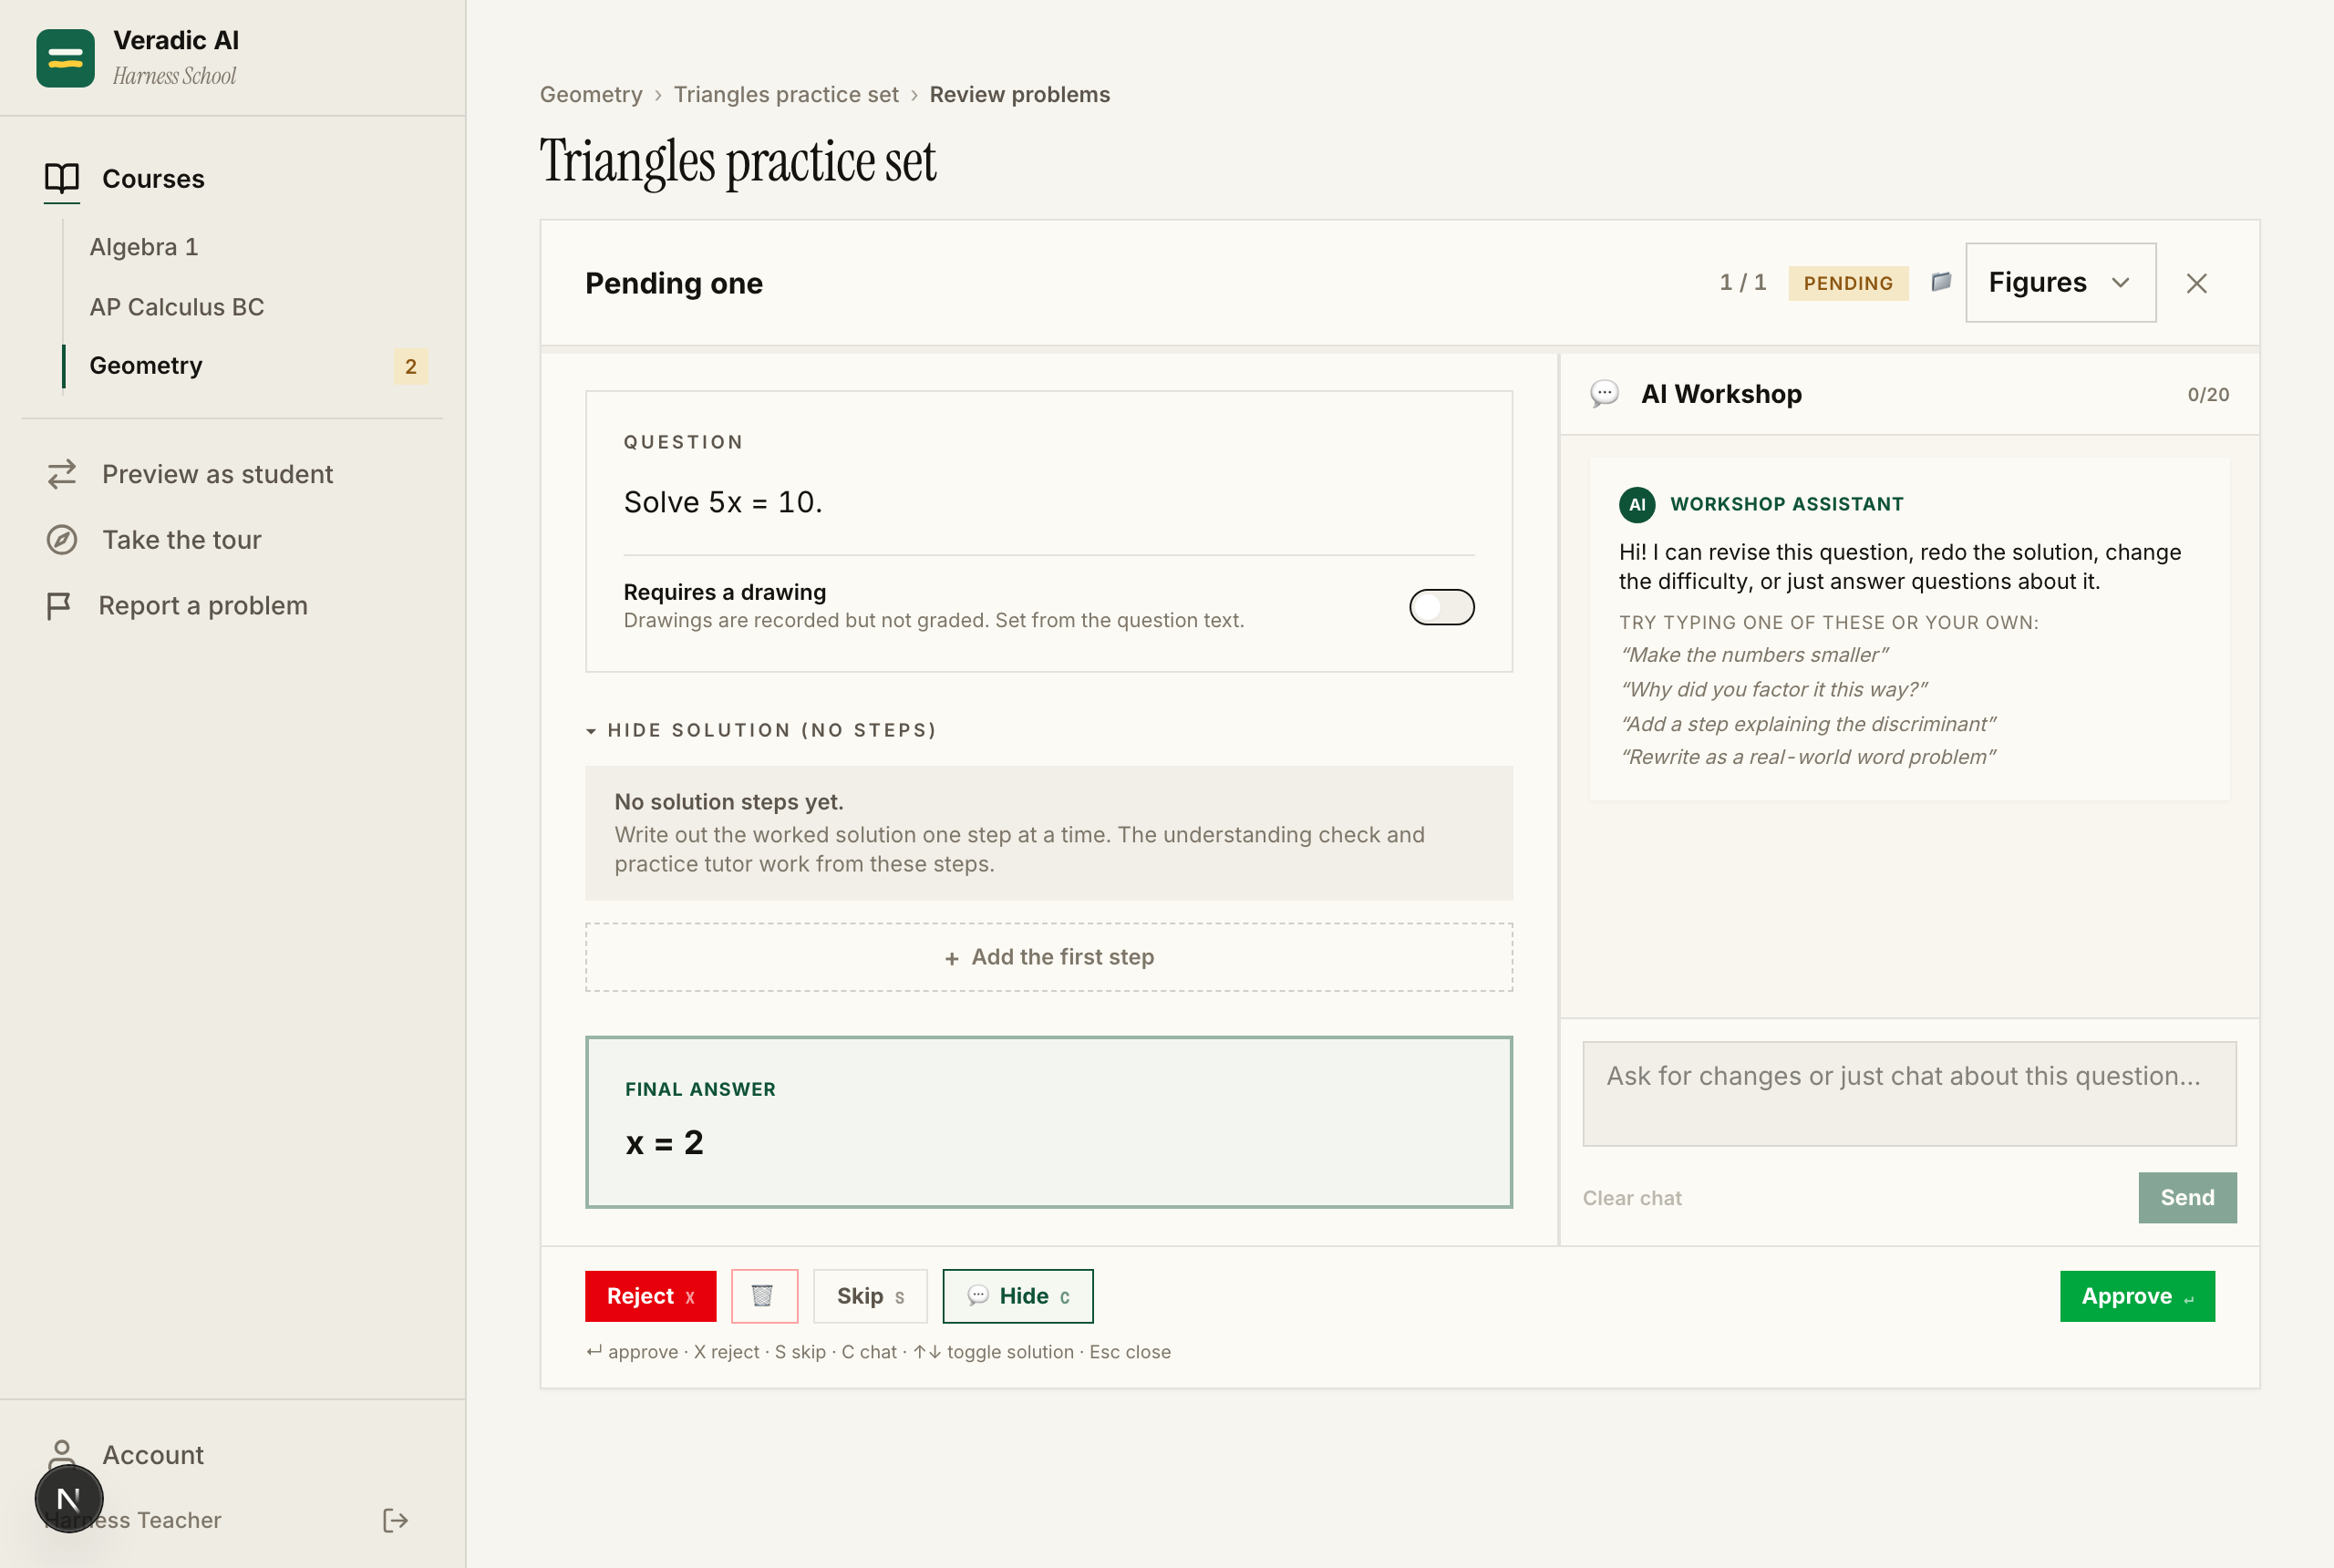 Veradic AI
Harness School
Courses
Algebra 1
AP Calculus BC
Geometry 2
Preview as student
Take the tour
Report a problem
Account
N
Harness Teacher
Geometry › Triangles practice set › Review problems
Triangles practice set
Pending one
1 / 1 PENDING Figures
QUESTION
Solve 5x = 10.
Requires a drawing
Drawings are recorded but not graded. Set from the question text.
HIDE SOLUTION (NO STEPS)
No solution steps yet.
Write out the worked solution one step at a time. The understanding check and
practice tutor work from these steps.
+ Add the first step
FINAL ANSWER
x = 2
AI Workshop 0/20
AI WORKSHOP ASSISTANT
Hi! I can revise this question, redo the solution, change
the difficulty, or just answer questions about it.
TRY TYPING ONE OF THESE OR YOUR OWN:
“Make the numbers smaller”
“Why did you factor it this way?”
“Add a step explaining the discriminant”
“Rewrite as a real-world word problem”
Ask for changes or just chat about this question...
Clear chat Send
Reject X Skip S Hide C Approve ↵
↵ approve · X reject · S skip · C chat · ↑↓ toggle solution · Esc close